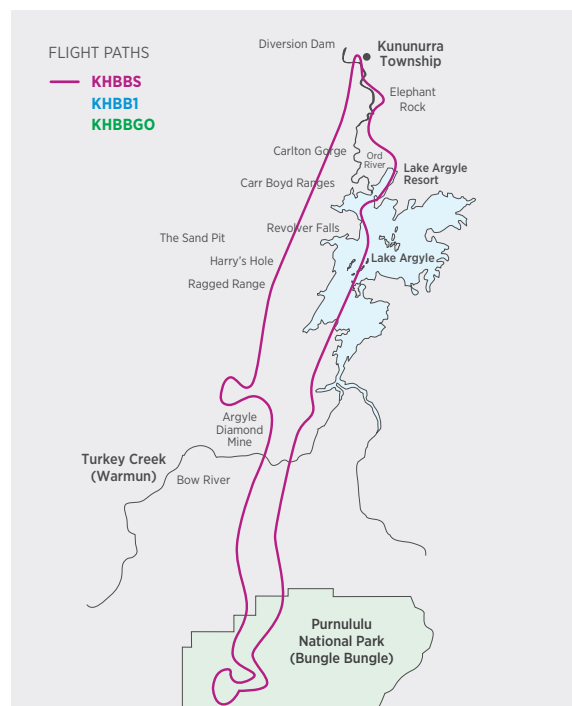 FLIGHT PATHS
KHBBS
KHBB1
KHBBGO
Diversion Dam
Kununurra
Township
Elephant
Rock
Carlton Gorge
Ord
River
Lake Argyle
Resort
Carr Boyd Ranges
Revolver Falls
The Sand Pit
Lake Argyle
Harry's Hole
Ragged Range
Argyle
Diamond
Mine
Turkey Creek
(Warmun)
Bow River
Purnululu
National Park
(Bungle Bungle)